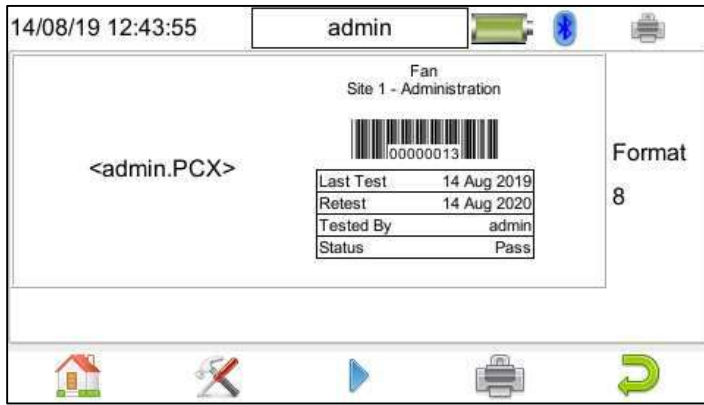 14/08/19 12:43:55 admin
Fan
Site 1 - Administration
00000013
<admin.PCX>
Format
8
Last Test 14 Aug 2019
Retest 14 Aug 2020
Tested By admin
Status Pass